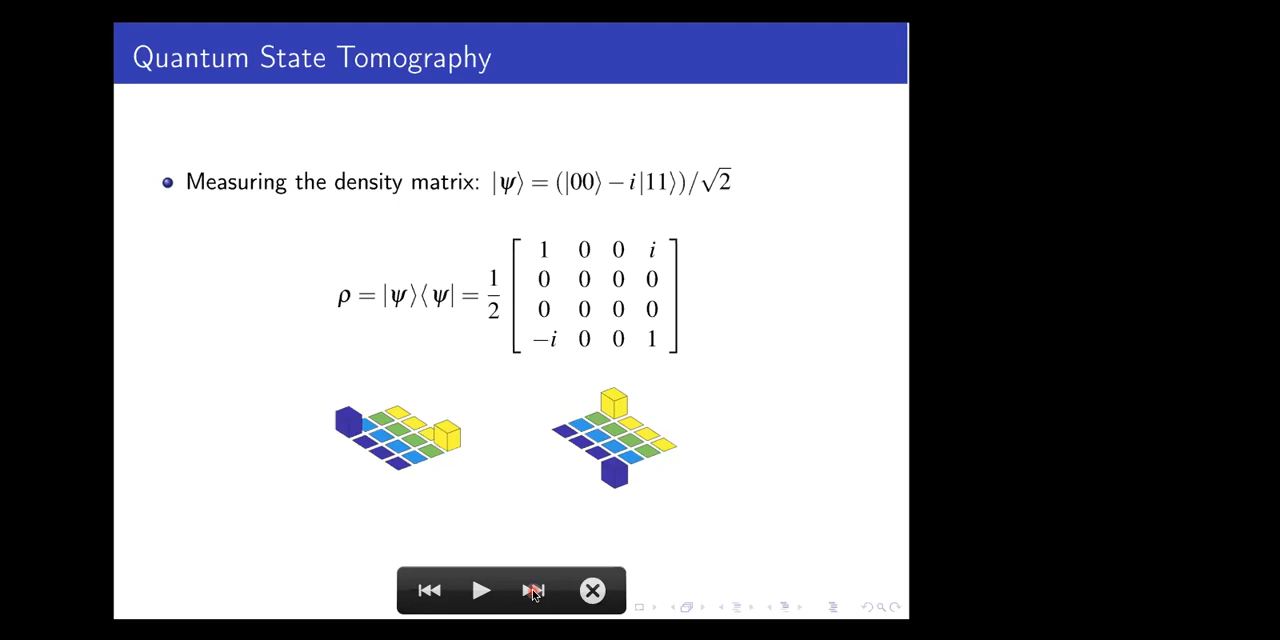 Quantum State Tomography
Measuring the density matrix: |ψ⟩ = (|00⟩ − i|11⟩)/√2
ρ = |ψ⟩⟨ψ| = 1/2 [ 1 0 0 i
0 0 0 0
0 0 0 0
−i 0 0 1 ]